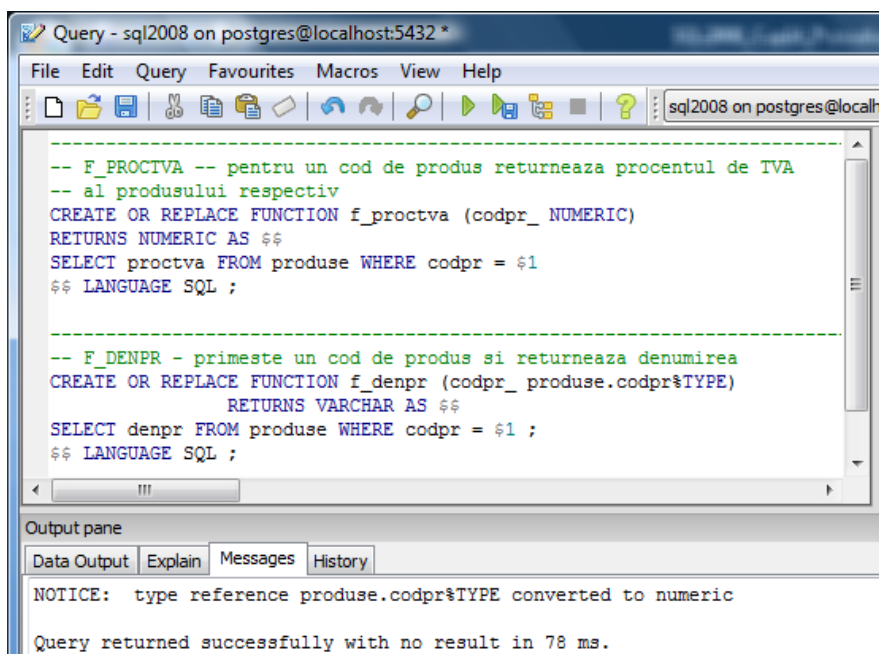 Query - sql2008 on postgres@localhost:5432 *
File Edit Query Favourites Macros View Help
sql2008 on postgres@localh
--------------------------------------------------------------------------------
-- F_PROCTVA -- pentru un cod de produs returneaza procentul de TVA
-- al produsului respectiv
CREATE OR REPLACE FUNCTION f_proctva (codpr_ NUMERIC)
RETURNS NUMERIC AS $$
SELECT proctva FROM produse WHERE codpr = $1
$$ LANGUAGE SQL ;
--------------------------------------------------------------------------------
-- F_DENPR - primeste un cod de produs si returneaza denumirea
CREATE OR REPLACE FUNCTION f_denpr (codpr_ produse.codpr%TYPE)
RETURNS VARCHAR AS $$
SELECT denpr FROM produse WHERE codpr = $1 ;
$$ LANGUAGE SQL ;
Output pane
Data Output Explain Messages History
NOTICE:  type reference produse.codpr%TYPE converted to numeric
Query returned successfully with no result in 78 ms.